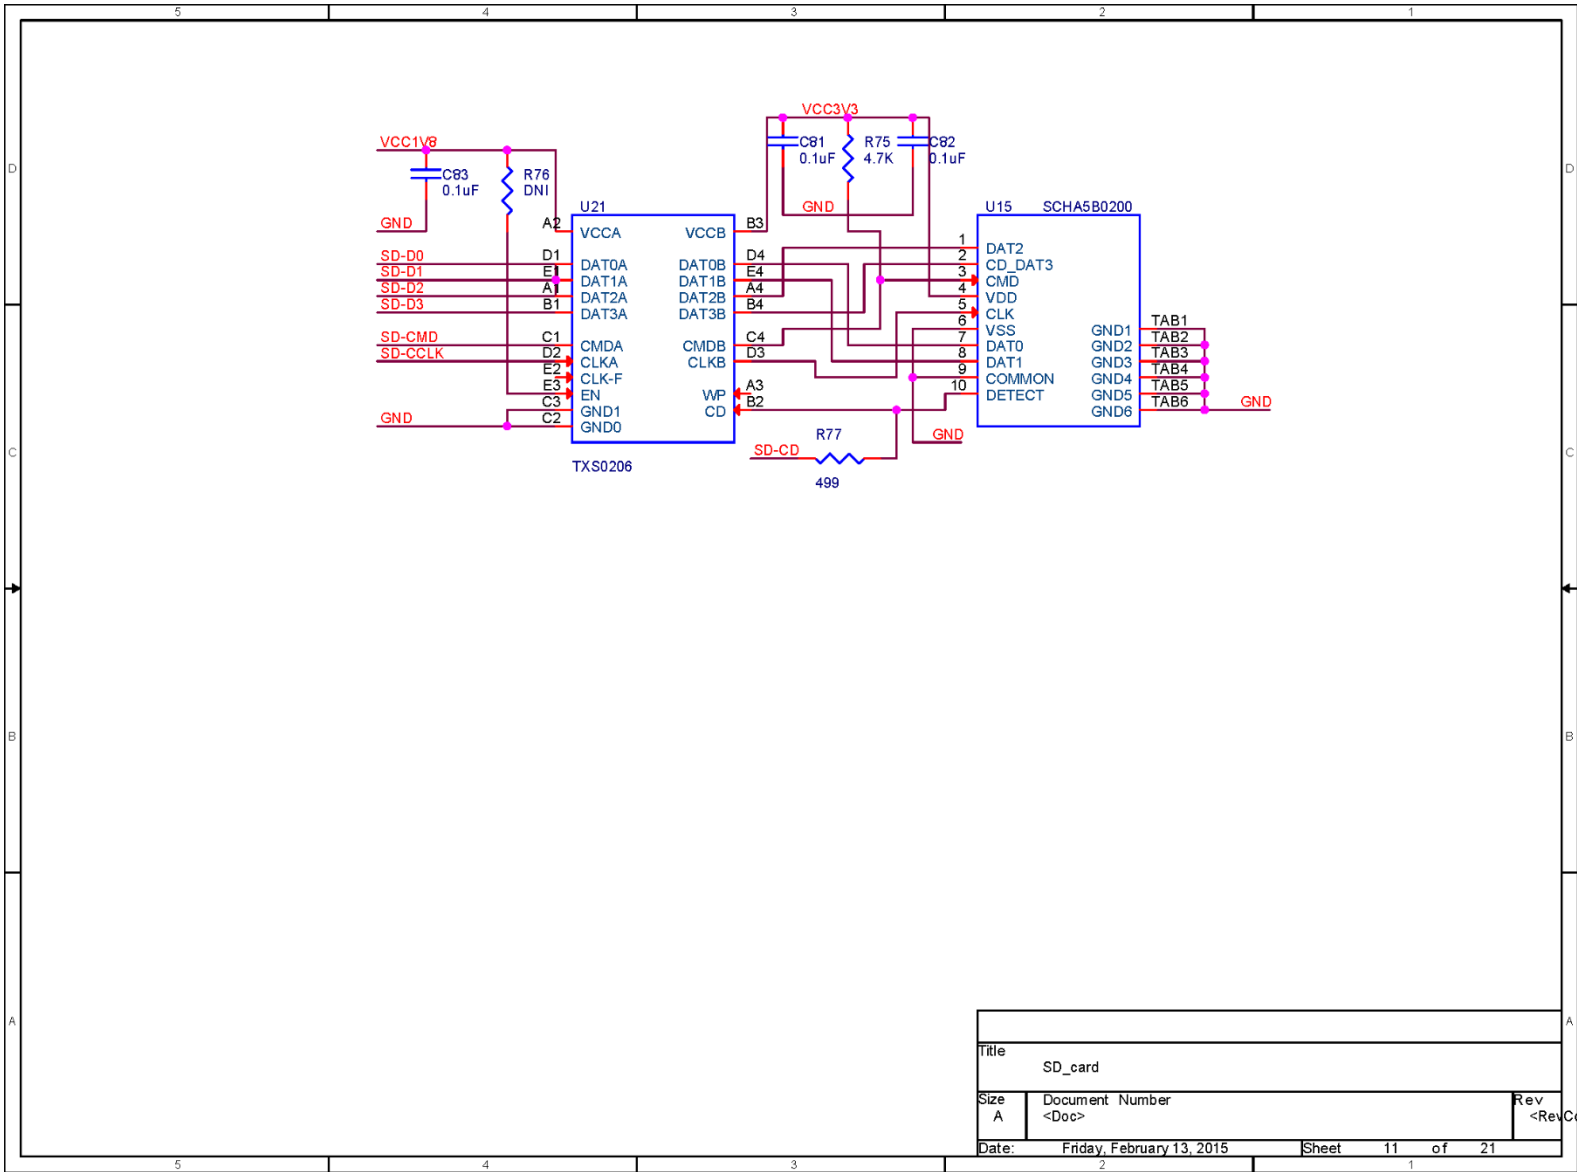 5 4 3 2 1
D D
C C
B B
A A
VCC1V8
C83
0.1uF
R76
DNI
GND
SD-D0
SD-D1
SD-D2
SD-D3
SD-CMD
SD-CCLK
GND
U21
A2 VCCA VCCB B3
D1 DAT0A DAT0B D4
E1 DAT1A DAT1B E4
A1 DAT2A DAT2B A4
B1 DAT3A DAT3B B4
C1 CMDA CMDB C4
D2 CLKA CLKB D3
E2 CLK-F
E3 EN WP A3
C3 GND1 CD B2
C2 GND0
TXS0206
VCC3V3
C81
0.1uF
R75
4.7K
C82
0.1uF
GND
SD-CD
R77
499
GND
U15 SCHA5B0200
1 DAT2
2 CD_DAT3
3 CMD
4 VDD
5 CLK
6 VSS GND1 TAB1
7 DAT0 GND2 TAB2
8 DAT1 GND3 TAB3
9 COMMON GND4 TAB4
10 DETECT GND5 TAB5
GND6 TAB6
GND
Title
SD_card
Size
A
Document Number
<Doc>
Rev
<RevCo
Date: Friday, February 13, 2015 Sheet 11 of 21
5 4 3 2 1